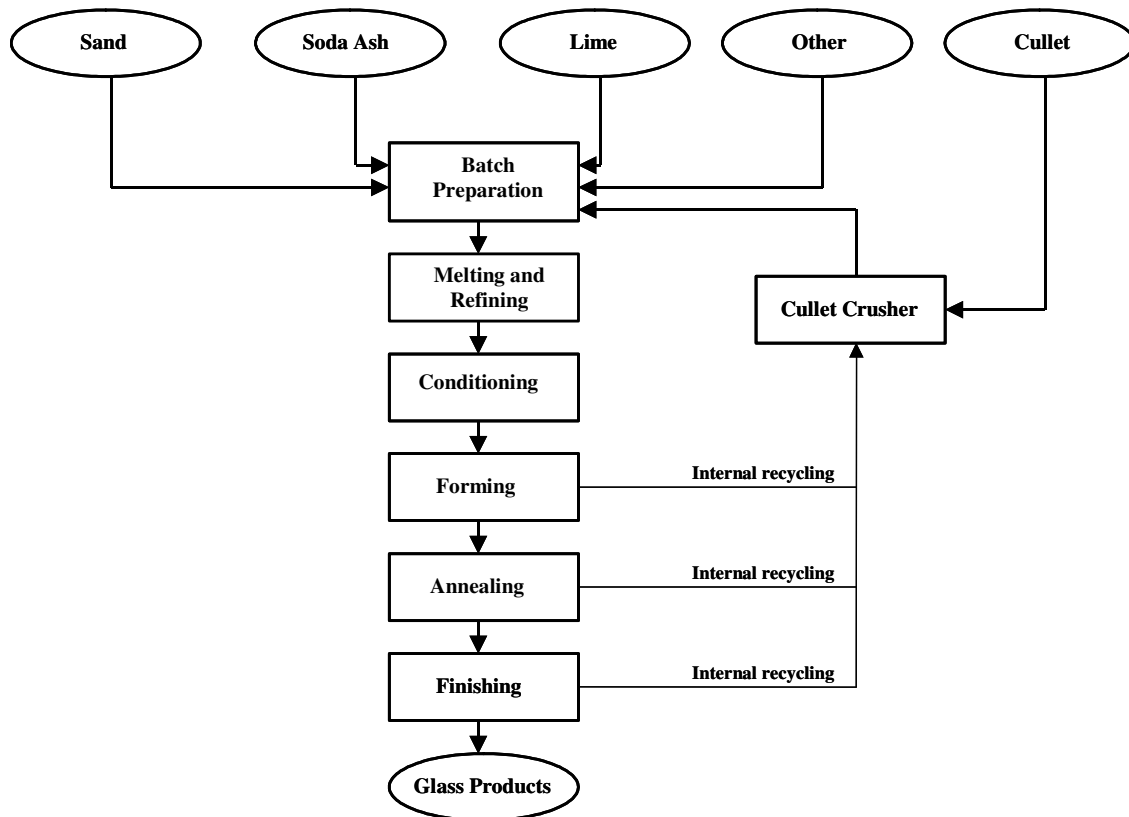 Sand
Soda Ash
Lime
Other
Cullet
Batch
Preparation
Melting and
Refining
Cullet Crusher
Conditioning
Forming
Internal recycling
Annealing
Internal recycling
Finishing
Internal recycling
Glass Products